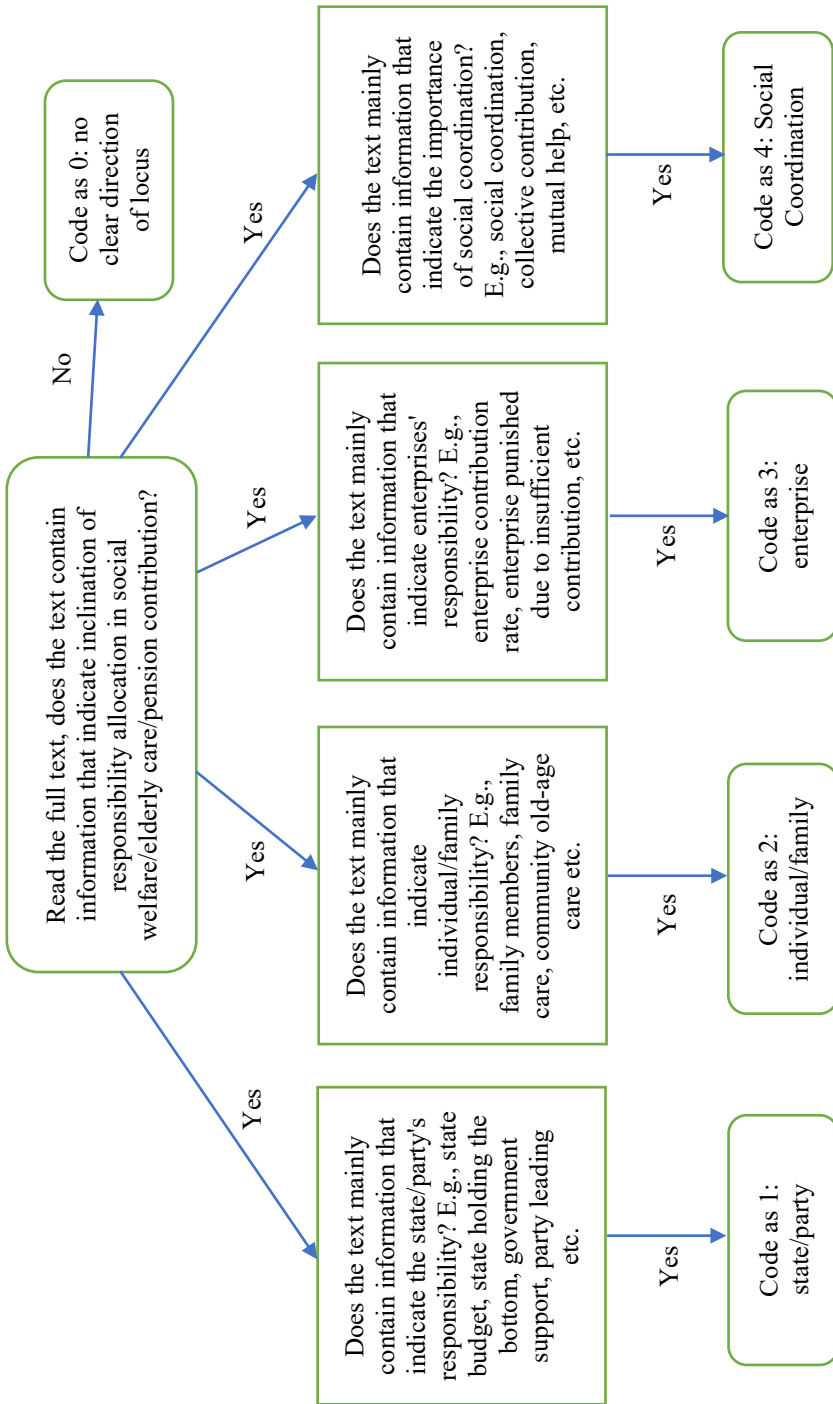 Read the full text, does the text contain
information that indicate inclination of
responsibility allocation in social
welfare/elderly care/pension contribution?
No
Code as 0: no
clear direction
of locus
Yes
Yes
Yes
Yes
Does the text mainly
contain information that
indicate the state/party's
responsibility? E.g., state
budget, state holding the
bottom, government
support, party leading
etc.
Does the text mainly
contain information that
indicate
individual/family
responsibility? E.g.,
family members, family
care, community old-age
care etc.
Does the text mainly
contain information that
indicate enterprises'
responsibility? E.g.,
enterprise contribution
rate, enterprise punished
due to insufficient
contribution, etc.
Does the text mainly
contain information that
indicate the importance
of social coordination?
E.g., social coordination,
collective contribution,
mutual help, etc.
Yes
Yes
Yes
Yes
Code as 1:
state/party
Code as 2:
individual/family
Code as 3:
enterprise
Code as 4: Social
Coordination